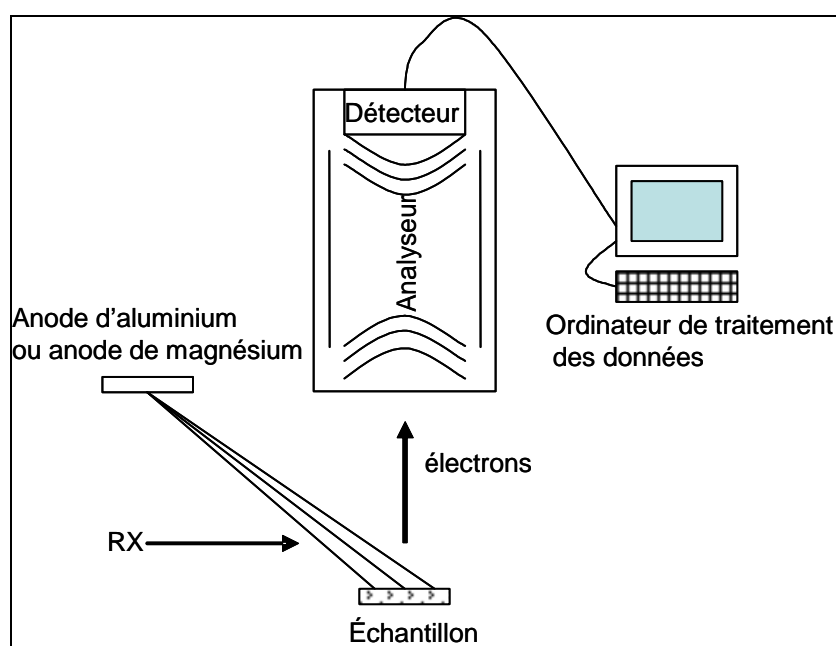 Détecteur
Analyseur
Anode d'aluminium
ou anode de magnésium
Ordinateur de traitement
des données
électrons
RX
Échantillon